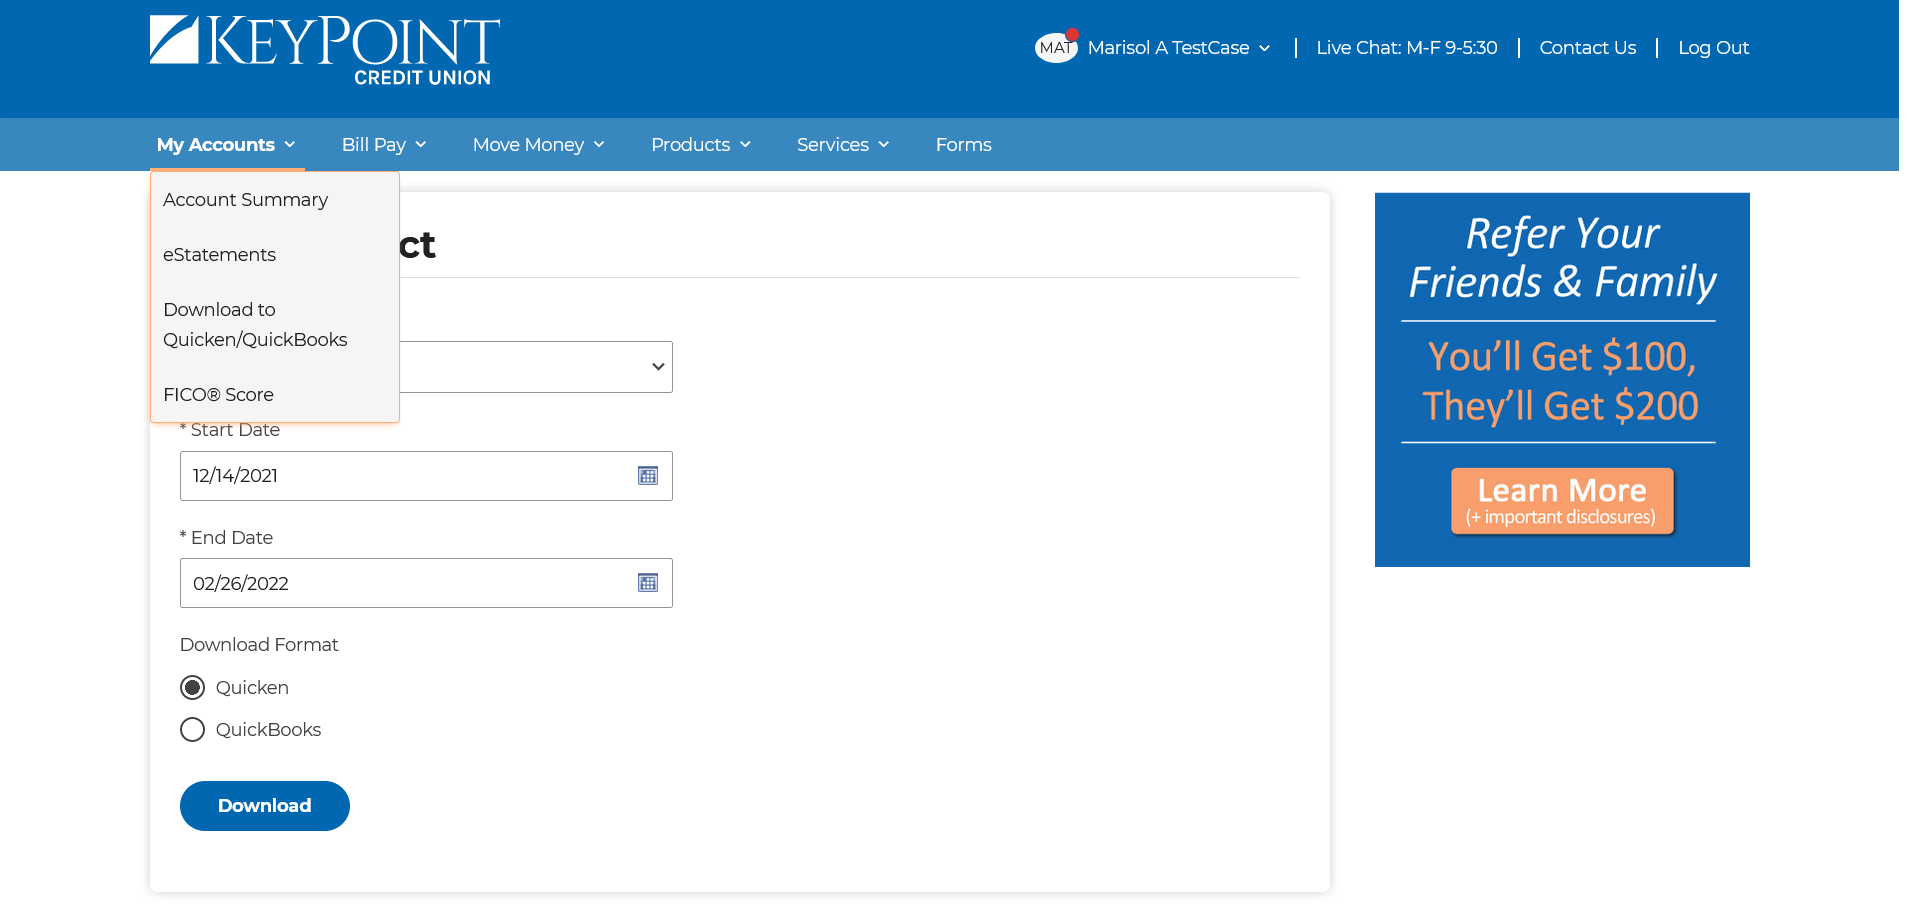 KEYPOINT
CREDIT UNION
MAT Marisol A TestCase
Live Chat: M-F 9-5:30
Contact Us
Log Out
My Accounts
Bill Pay
Move Money
Products
Services
Forms
Account Summary
eStatements
Download to
Quicken/QuickBooks
FICO® Score
ct
* Start Date
12/14/2021
* End Date
02/26/2022
Download Format
Quicken
QuickBooks
Download
Refer Your
Friends & Family
You'll Get $100,
They'll Get $200
Learn More
(+ important disclosures)